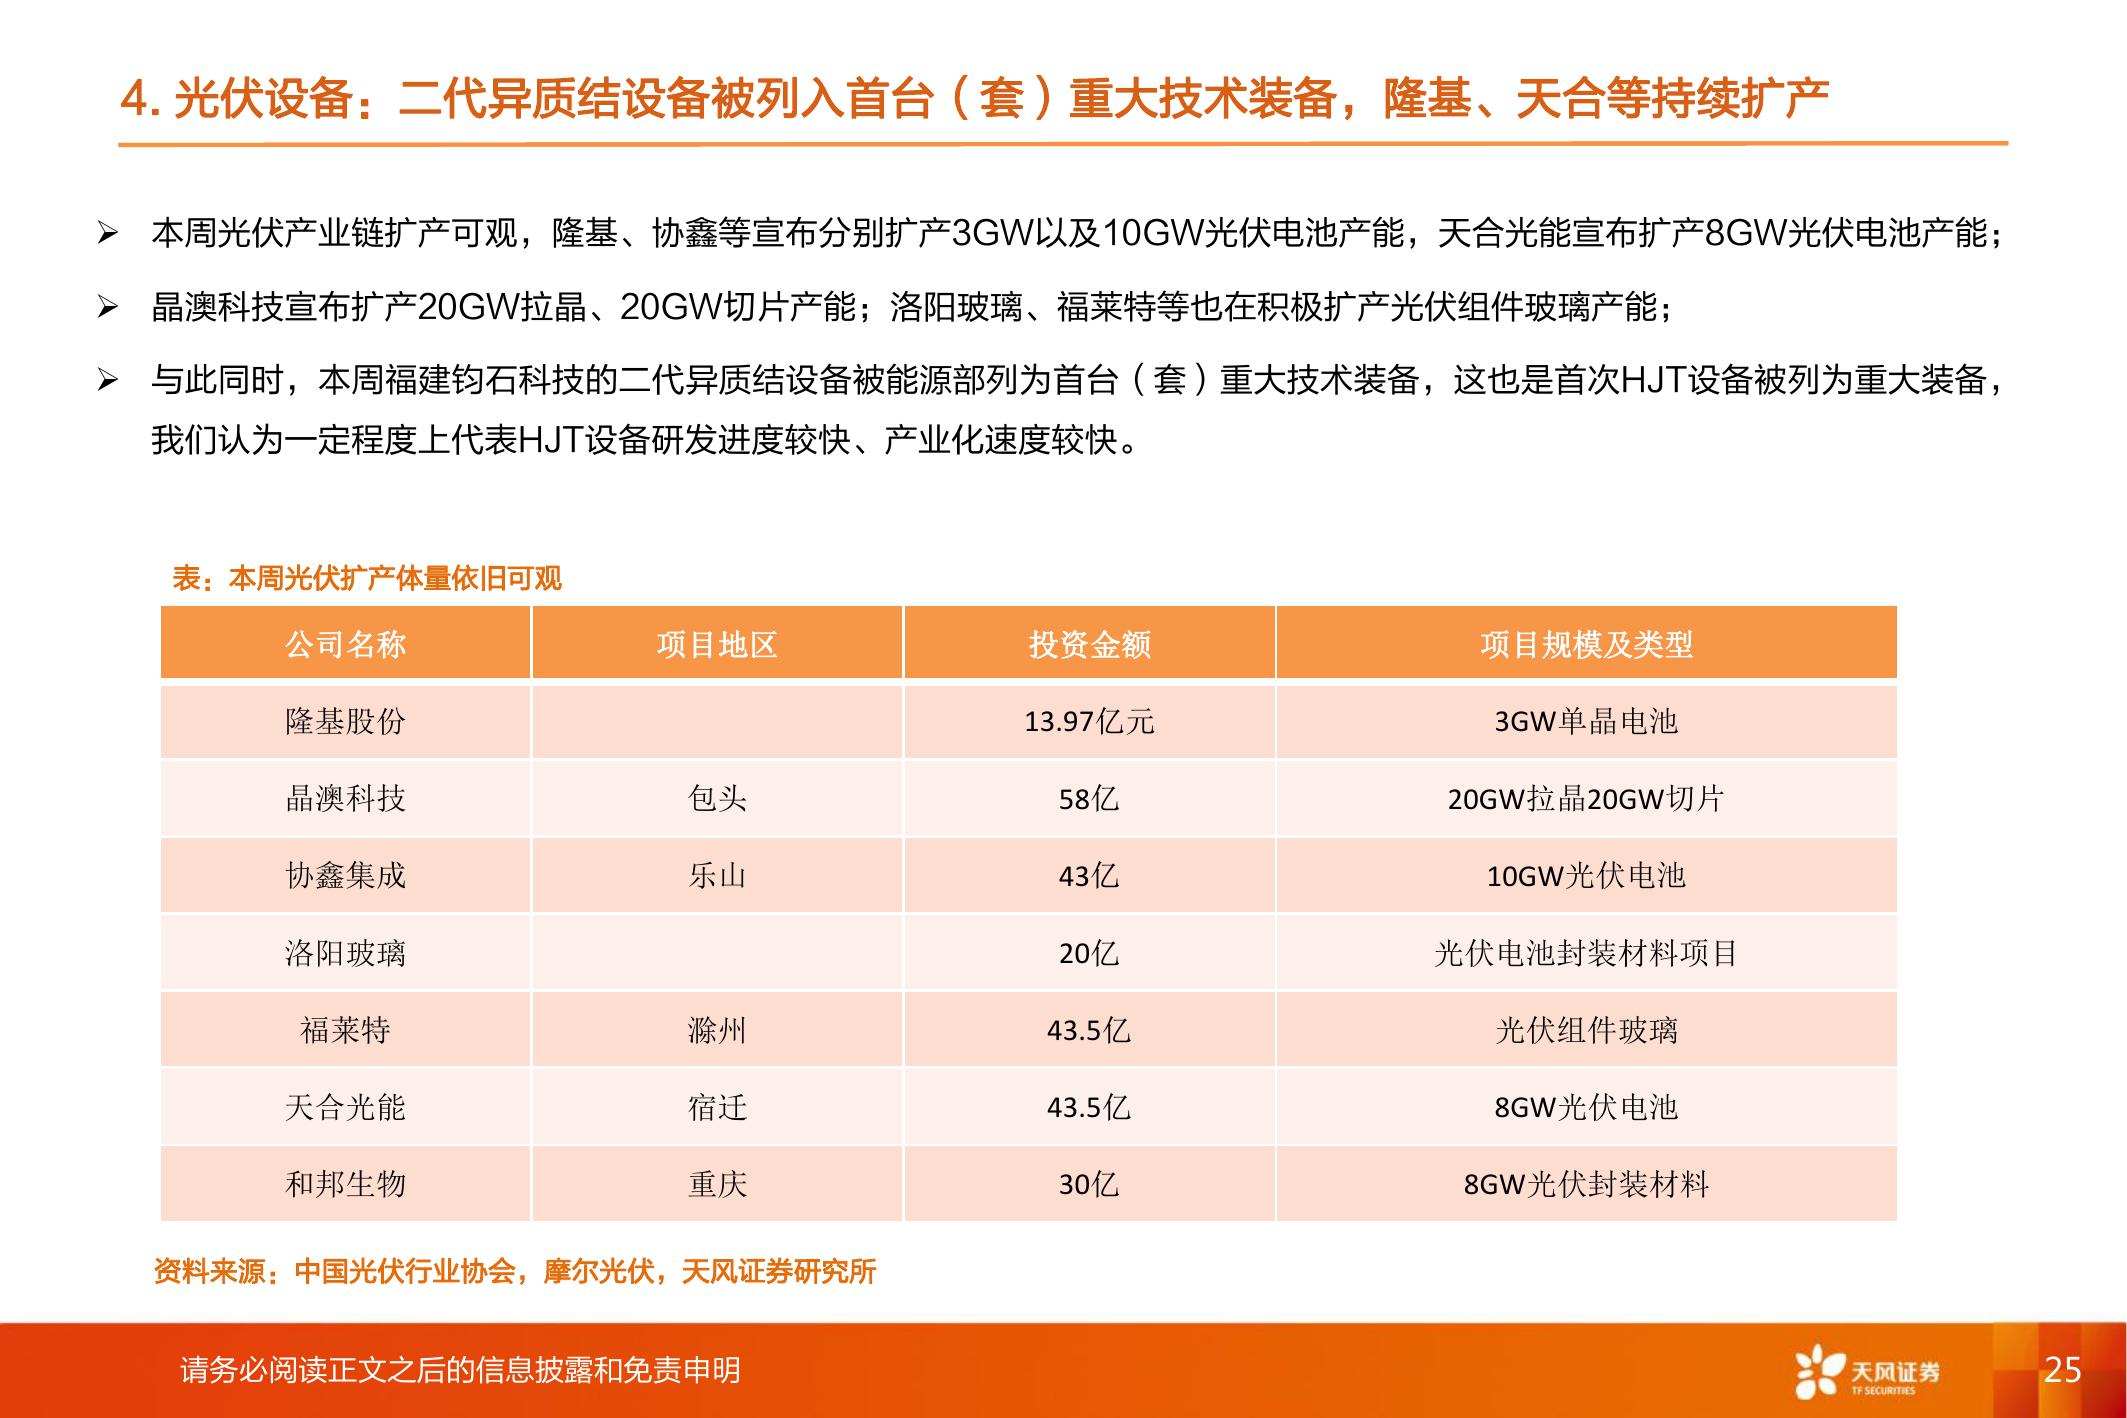 4. 光伏设备：二代异质结设备被列入首台（套）重大技术装备，隆基、天合等持续扩产
➢ 本周光伏产业链扩产可观，隆基、协鑫等宣布分别扩产3GW以及10GW光伏电池产能，天合光能宣布扩产8GW光伏电池产能；
➢ 晶澳科技宣布扩产20GW拉晶、20GW切片产能；洛阳玻璃、福莱特等也在积极扩产光伏组件玻璃产能；
➢ 与此同时，本周福建钧石科技的二代异质结设备被能源部列为首台（套）重大技术装备，这也是首次HJT设备被列为重大装备，
我们认为一定程度上代表HJT设备研发进度较快、产业化速度较快。
表：本周光伏扩产体量依旧可观
公司名称 项目地区 投资金额 项目规模及类型
隆基股份 13.97亿元 3GW单晶电池
晶澳科技 包头 58亿 20GW拉晶20GW切片
协鑫集成 乐山 43亿 10GW光伏电池
洛阳玻璃 20亿 光伏电池封装材料项目
福莱特 滁州 43.5亿 光伏组件玻璃
天合光能 宿迁 43.5亿 8GW光伏电池
和邦生物 重庆 30亿 8GW光伏封装材料
资料来源：中国光伏行业协会，摩尔光伏，天风证券研究所
请务必阅读正文之后的信息披露和免责申明
天风证券
TF SECURITIES
25